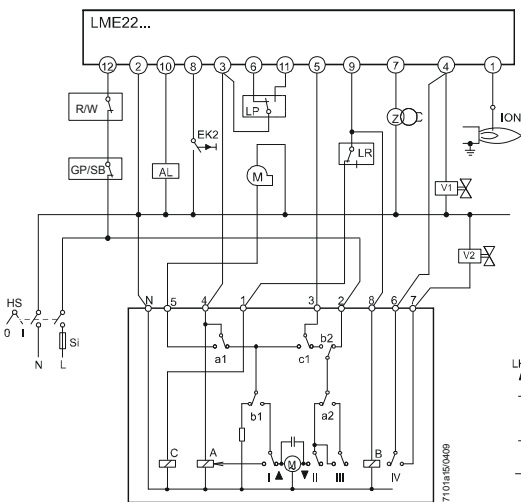 LME22...
12 2 10 8 3 6 11 5 9 7 4 1
R/W
LP
Z
ION
EK2
LR
GP/SB
AL
M
V1
V2
HS
0 I
Si
N L
N 5 4 1 3 2 8 6 7
a1 c1 b2
b1 a2
C A M B
I II III IV
7101a15/0409
LH